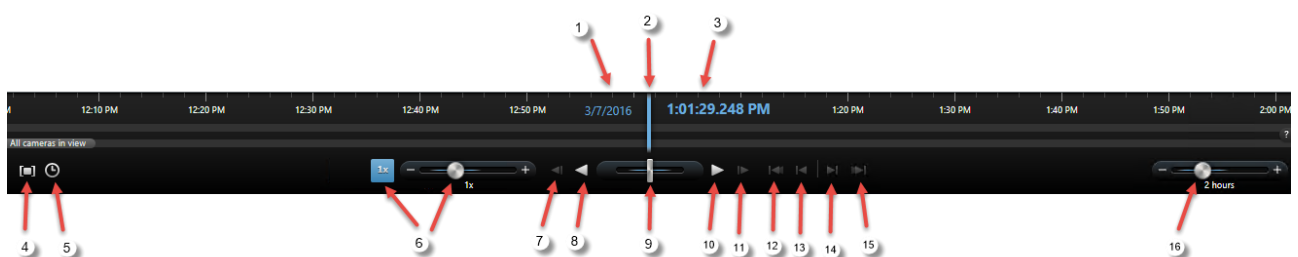 1 2 3
M 12:10 PM 12:20 PM 12:30 PM 12:40 PM 12:50 PM 3/7/2016 1:01:29.248 PM 1:20 PM 1:30 PM 1:40 PM 1:50 PM 2:00 PM
?
All cameras in view
1x
1x 2 hours
4 5 6 7 8 9 10 11 12 13 14 15 16